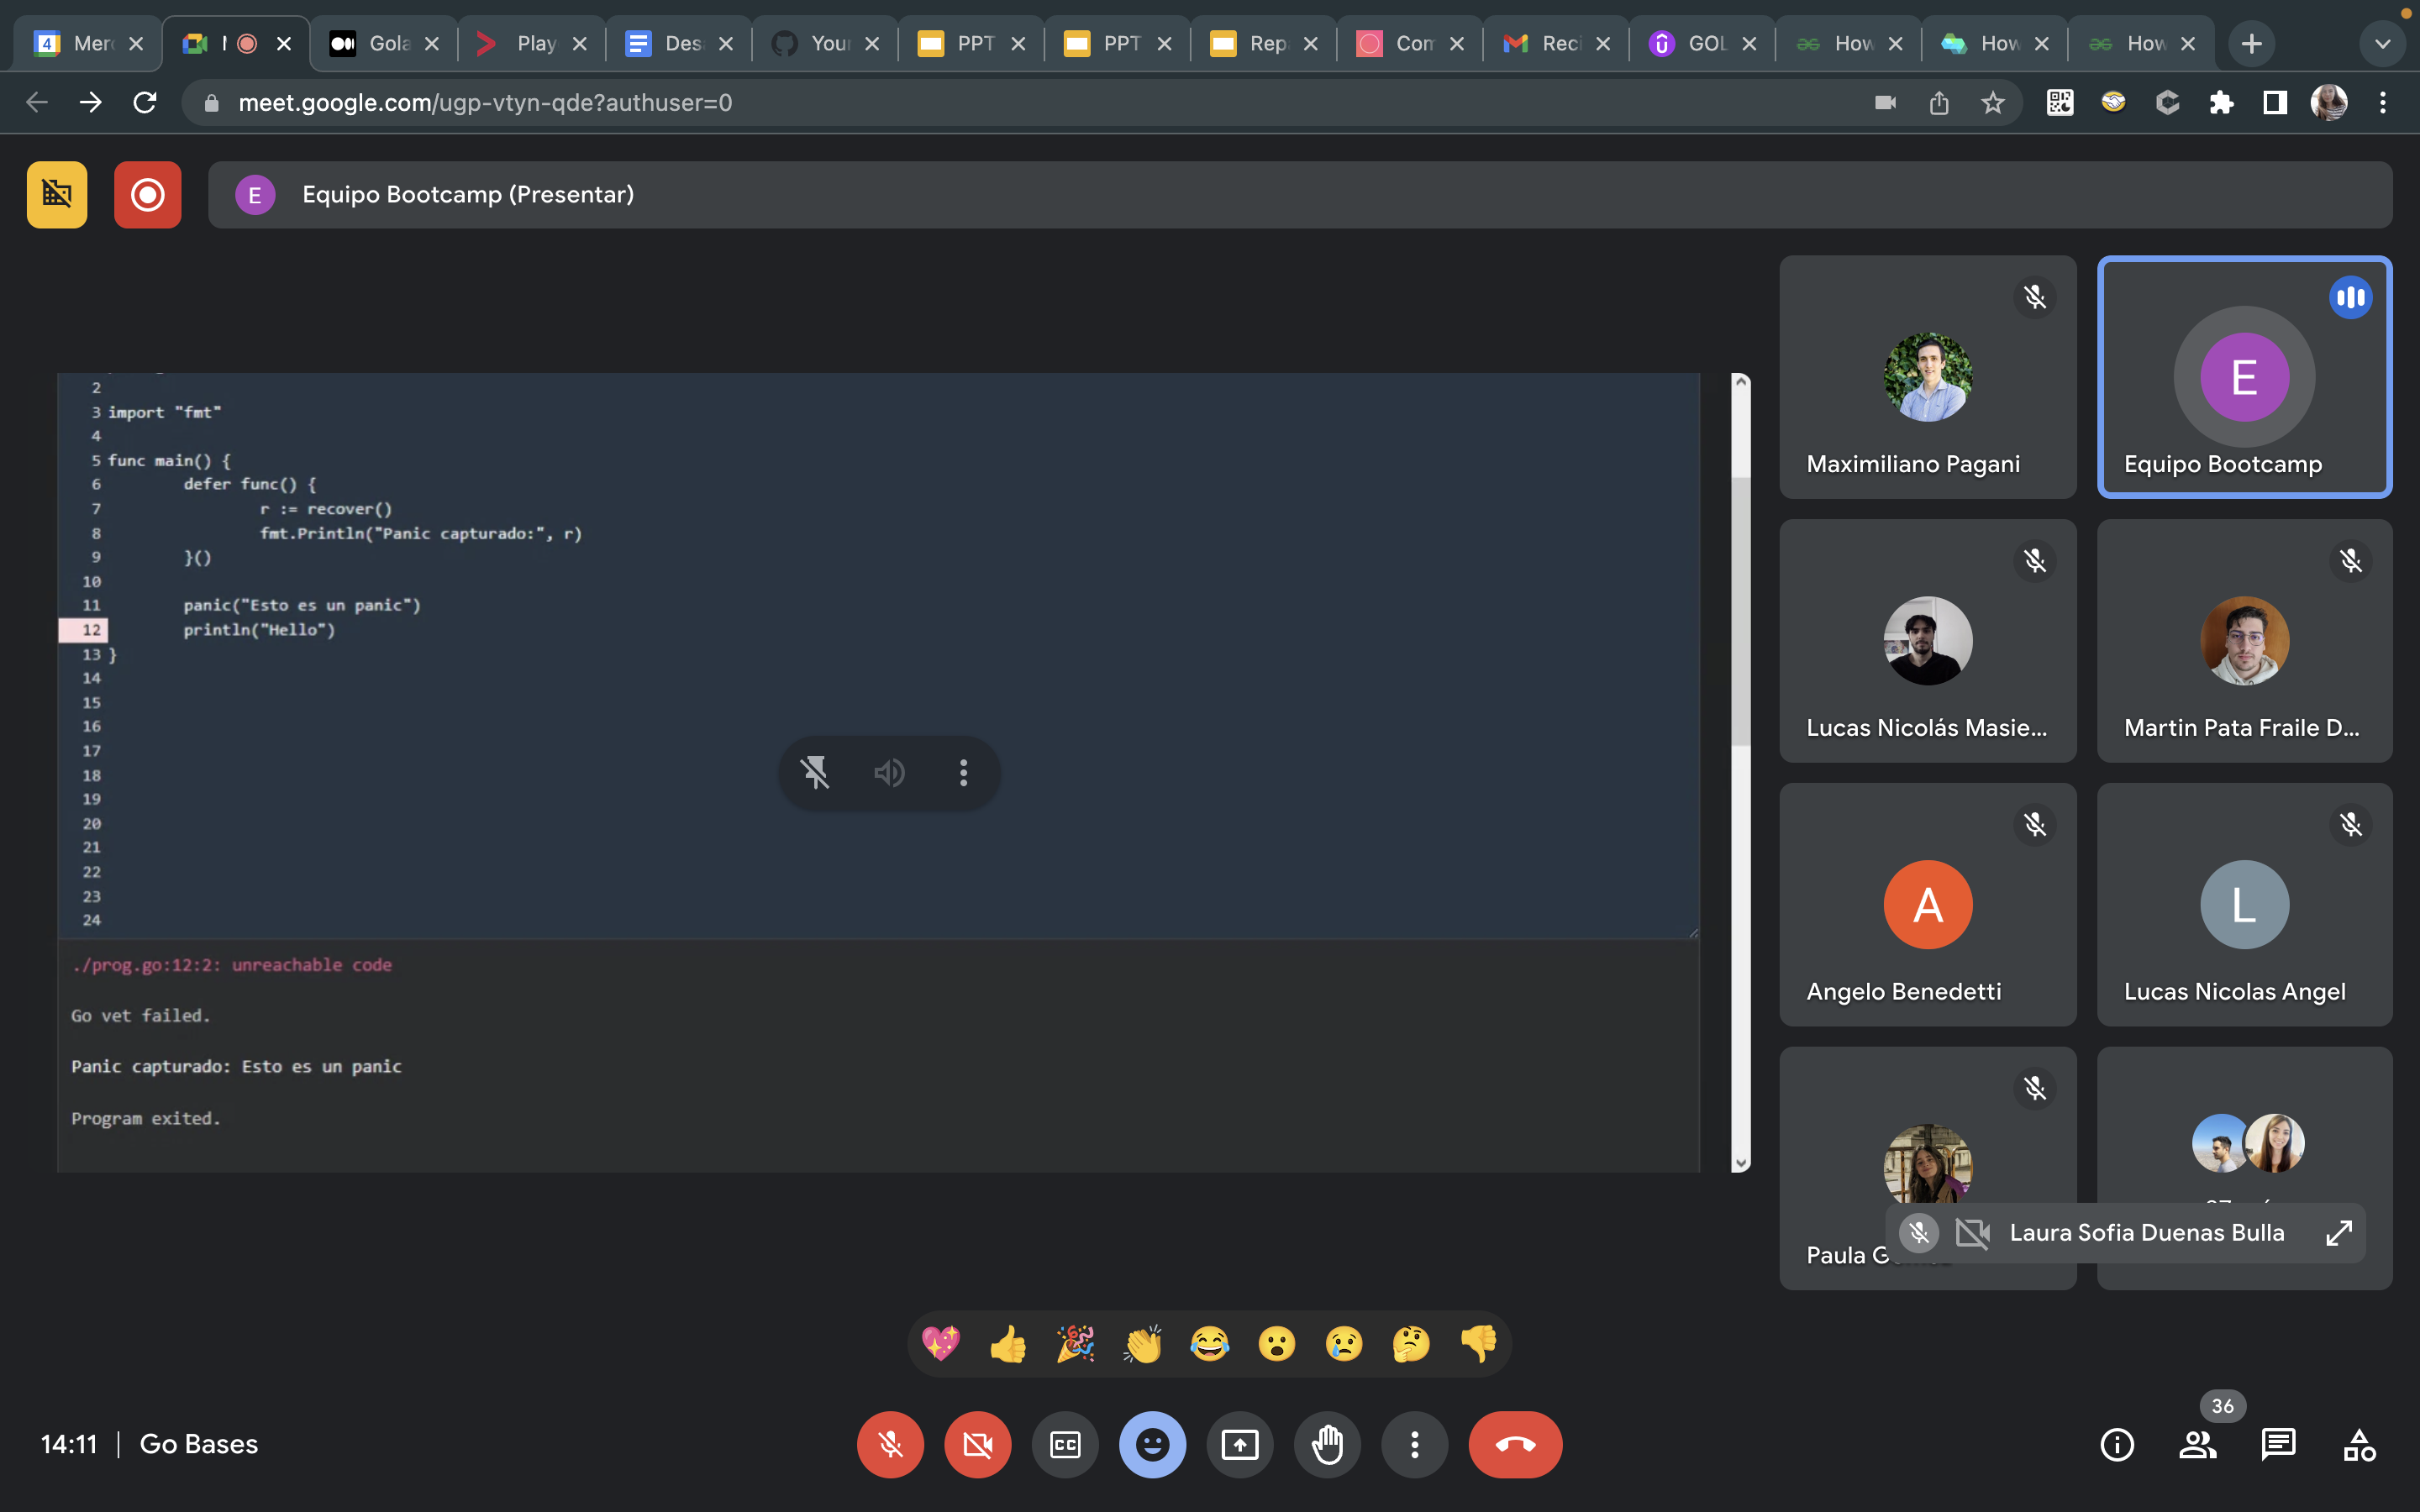 4 Mer
Gola
Play
Des
You
PPT
PPT
Rep
Con
Reci
GOL
How
How
How
meet.google.com/ugp-vtyn-qde?authuser=0
E Equipo Bootcamp (Presentar)
2
3 import "fmt"
4
5 func main() {
6 defer func() {
7 r := recover()
8 fmt.Println("Panic capturado:", r)
9 }()
10
11 panic("Esto es un panic")
12 println("Hello")
13 }
14
15
16
17
18
19
20
21
22
23
24
./prog.go:12:2: unreachable code
Go vet failed.
Panic capturado: Esto es un panic
Program exited.
Maximiliano Pagani
E
Equipo Bootcamp
Lucas Nicolás Masie...
Martin Pata Fraile D...
A
Angelo Benedetti
L
Lucas Nicolas Angel
Paula
Laura Sofia Duenas Bulla
14:11 | Go Bases
CC
36